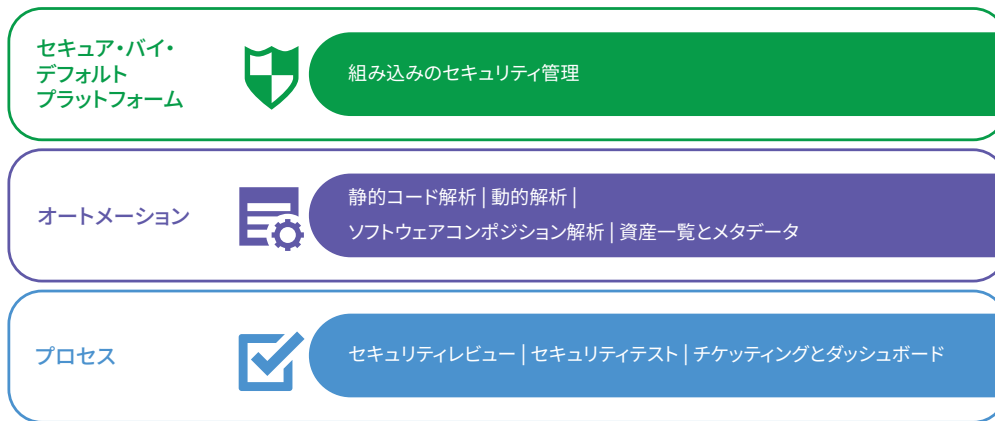 セキュア・バイ・
デフォルト
プラットフォーム
組み込みのセキュリティ管理
オートメーション
静的コード解析 | 動的解析 |
ソフトウェアコンポジション解析 | 資産一覧とメタデータ
プロセス
セキュリティレビュー | セキュリティテスト | チケッティングとダッシュボード